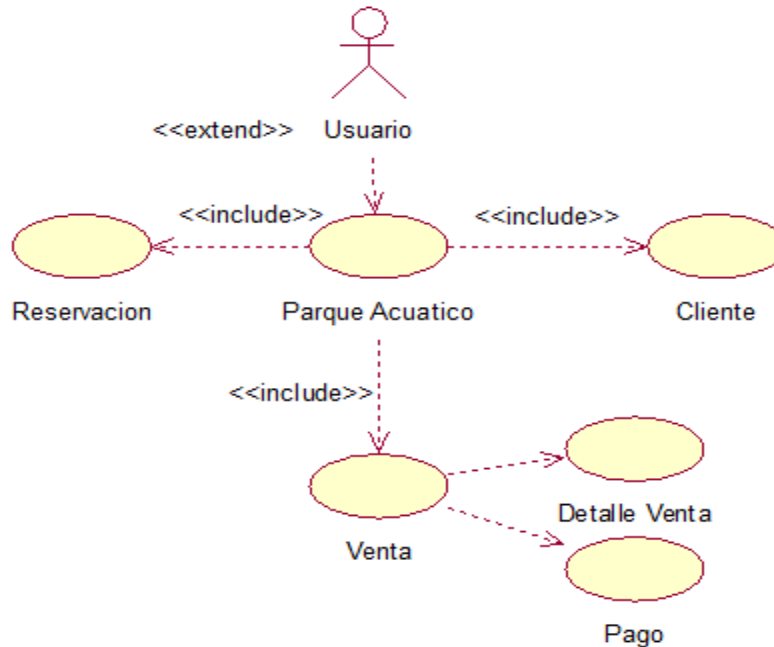 <<extend>> Usuario
<<include>> <<include>>
Reservacion Parque Acuatico Cliente
<<include>>
Detalle Venta
Venta
Pago